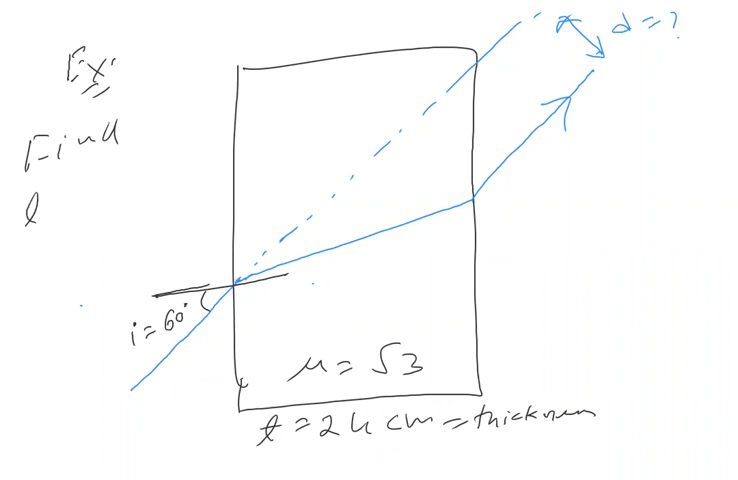 Ex:
d = ?
Find
l
i = 60°
μ = √3
t = 24 cm = thickness